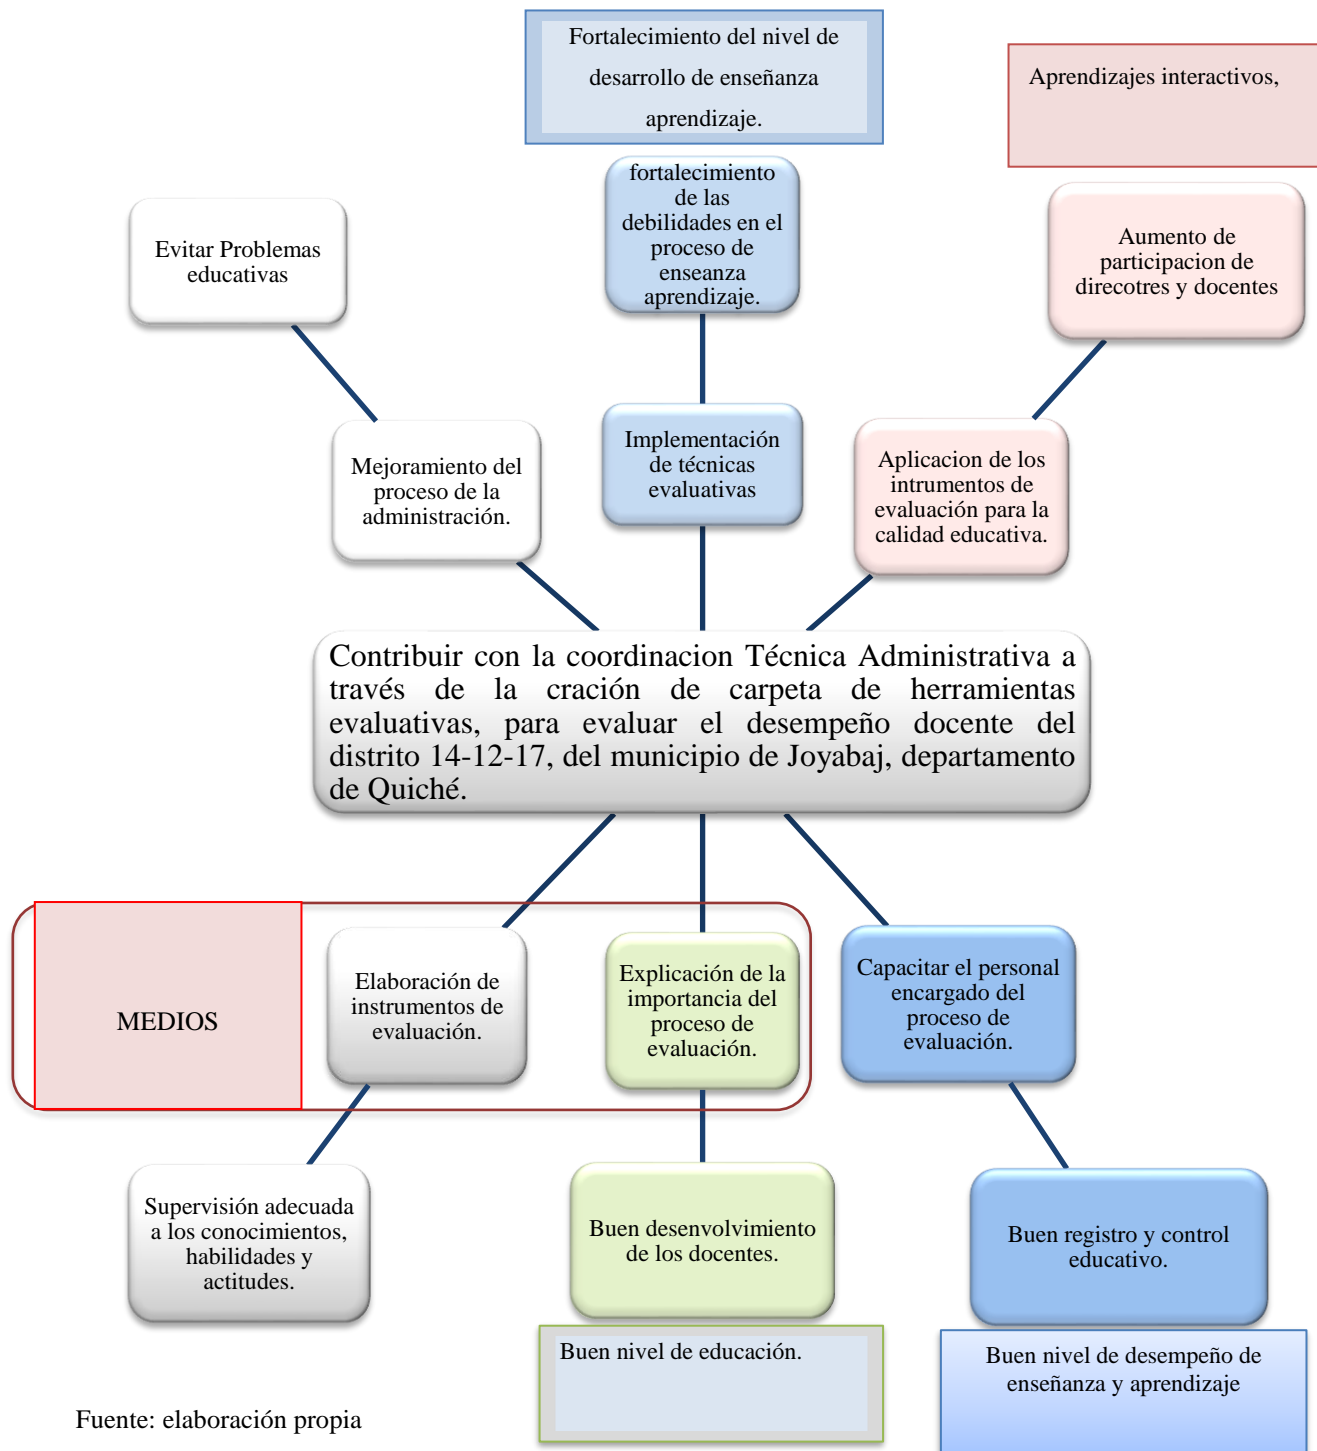 Fortalecimiento del nivel de
desarrollo de enseñanza
aprendizaje.
Aprendizajes interactivos,
fortalecimiento
de las
debilidades en el
proceso de
enseanza
aprendizaje.
Evitar Problemas
educativas
Aumento de
participacion de
direcotres y docentes
Mejoramiento del
proceso de la
administración.
Implementación
de técnicas
evaluativas
Aplicacion de los
intrumentos de
evaluación para la
calidad educativa.
Contribuir con la coordinacion Técnica Administrativa a
través de la cración de carpeta de herramientas
evaluativas, para evaluar el desempeño docente del
distrito 14-12-17, del municipio de Joyabaj, departamento
de Quiché.
MEDIOS
Elaboración de
instrumentos de
evaluación.
Explicación de la
importancia del
proceso de
evaluación.
Capacitar el personal
encargado del
proceso de
evaluación.
Supervisión adecuada
a los conocimientos,
habilidades y
actitudes.
Buen desenvolvimiento
de los docentes.
Buen registro y control
educativo.
Buen nivel de educación.
Buen nivel de desempeño de
enseñanza y aprendizaje
Fuente: elaboración propia